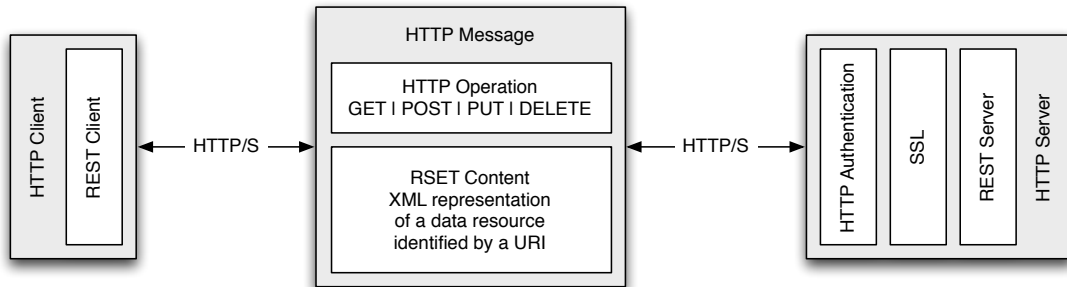 HTTP Client
REST Client
HTTP/S
HTTP Message
HTTP Operation
GET | POST | PUT | DELETE
RSET Content
XML representation
of a data resource
identified by a URI
HTTP/S
HTTP Authentication
SSL
REST Server
HTTP Server